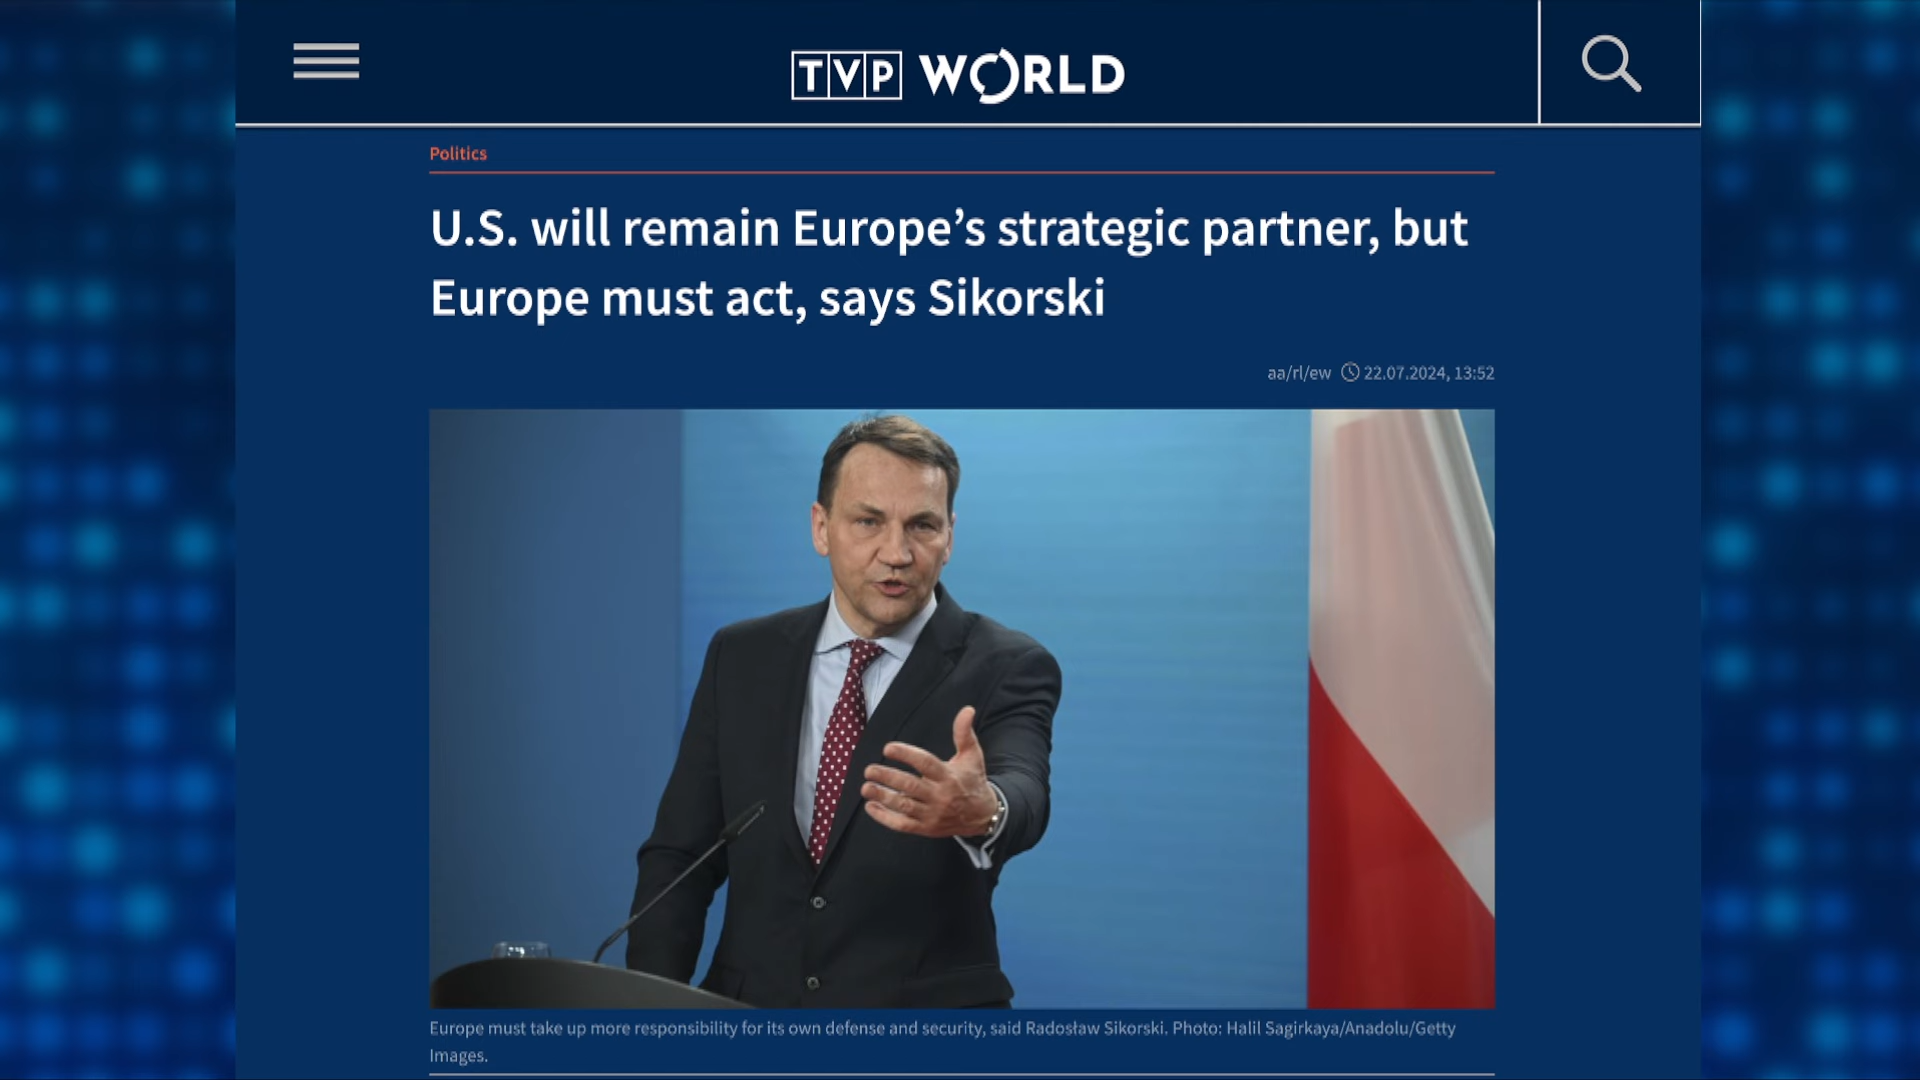 TVP WORLD
Politics
U.S. will remain Europe’s strategic partner, but
Europe must act, says Sikorski
aa/rl/ew 22.07.2024, 13:52
Europe must take up more responsibility for its own defense and security, said Radosław Sikorski. Photo: Halil Sagirkaya/Anadolu/Getty
Images.